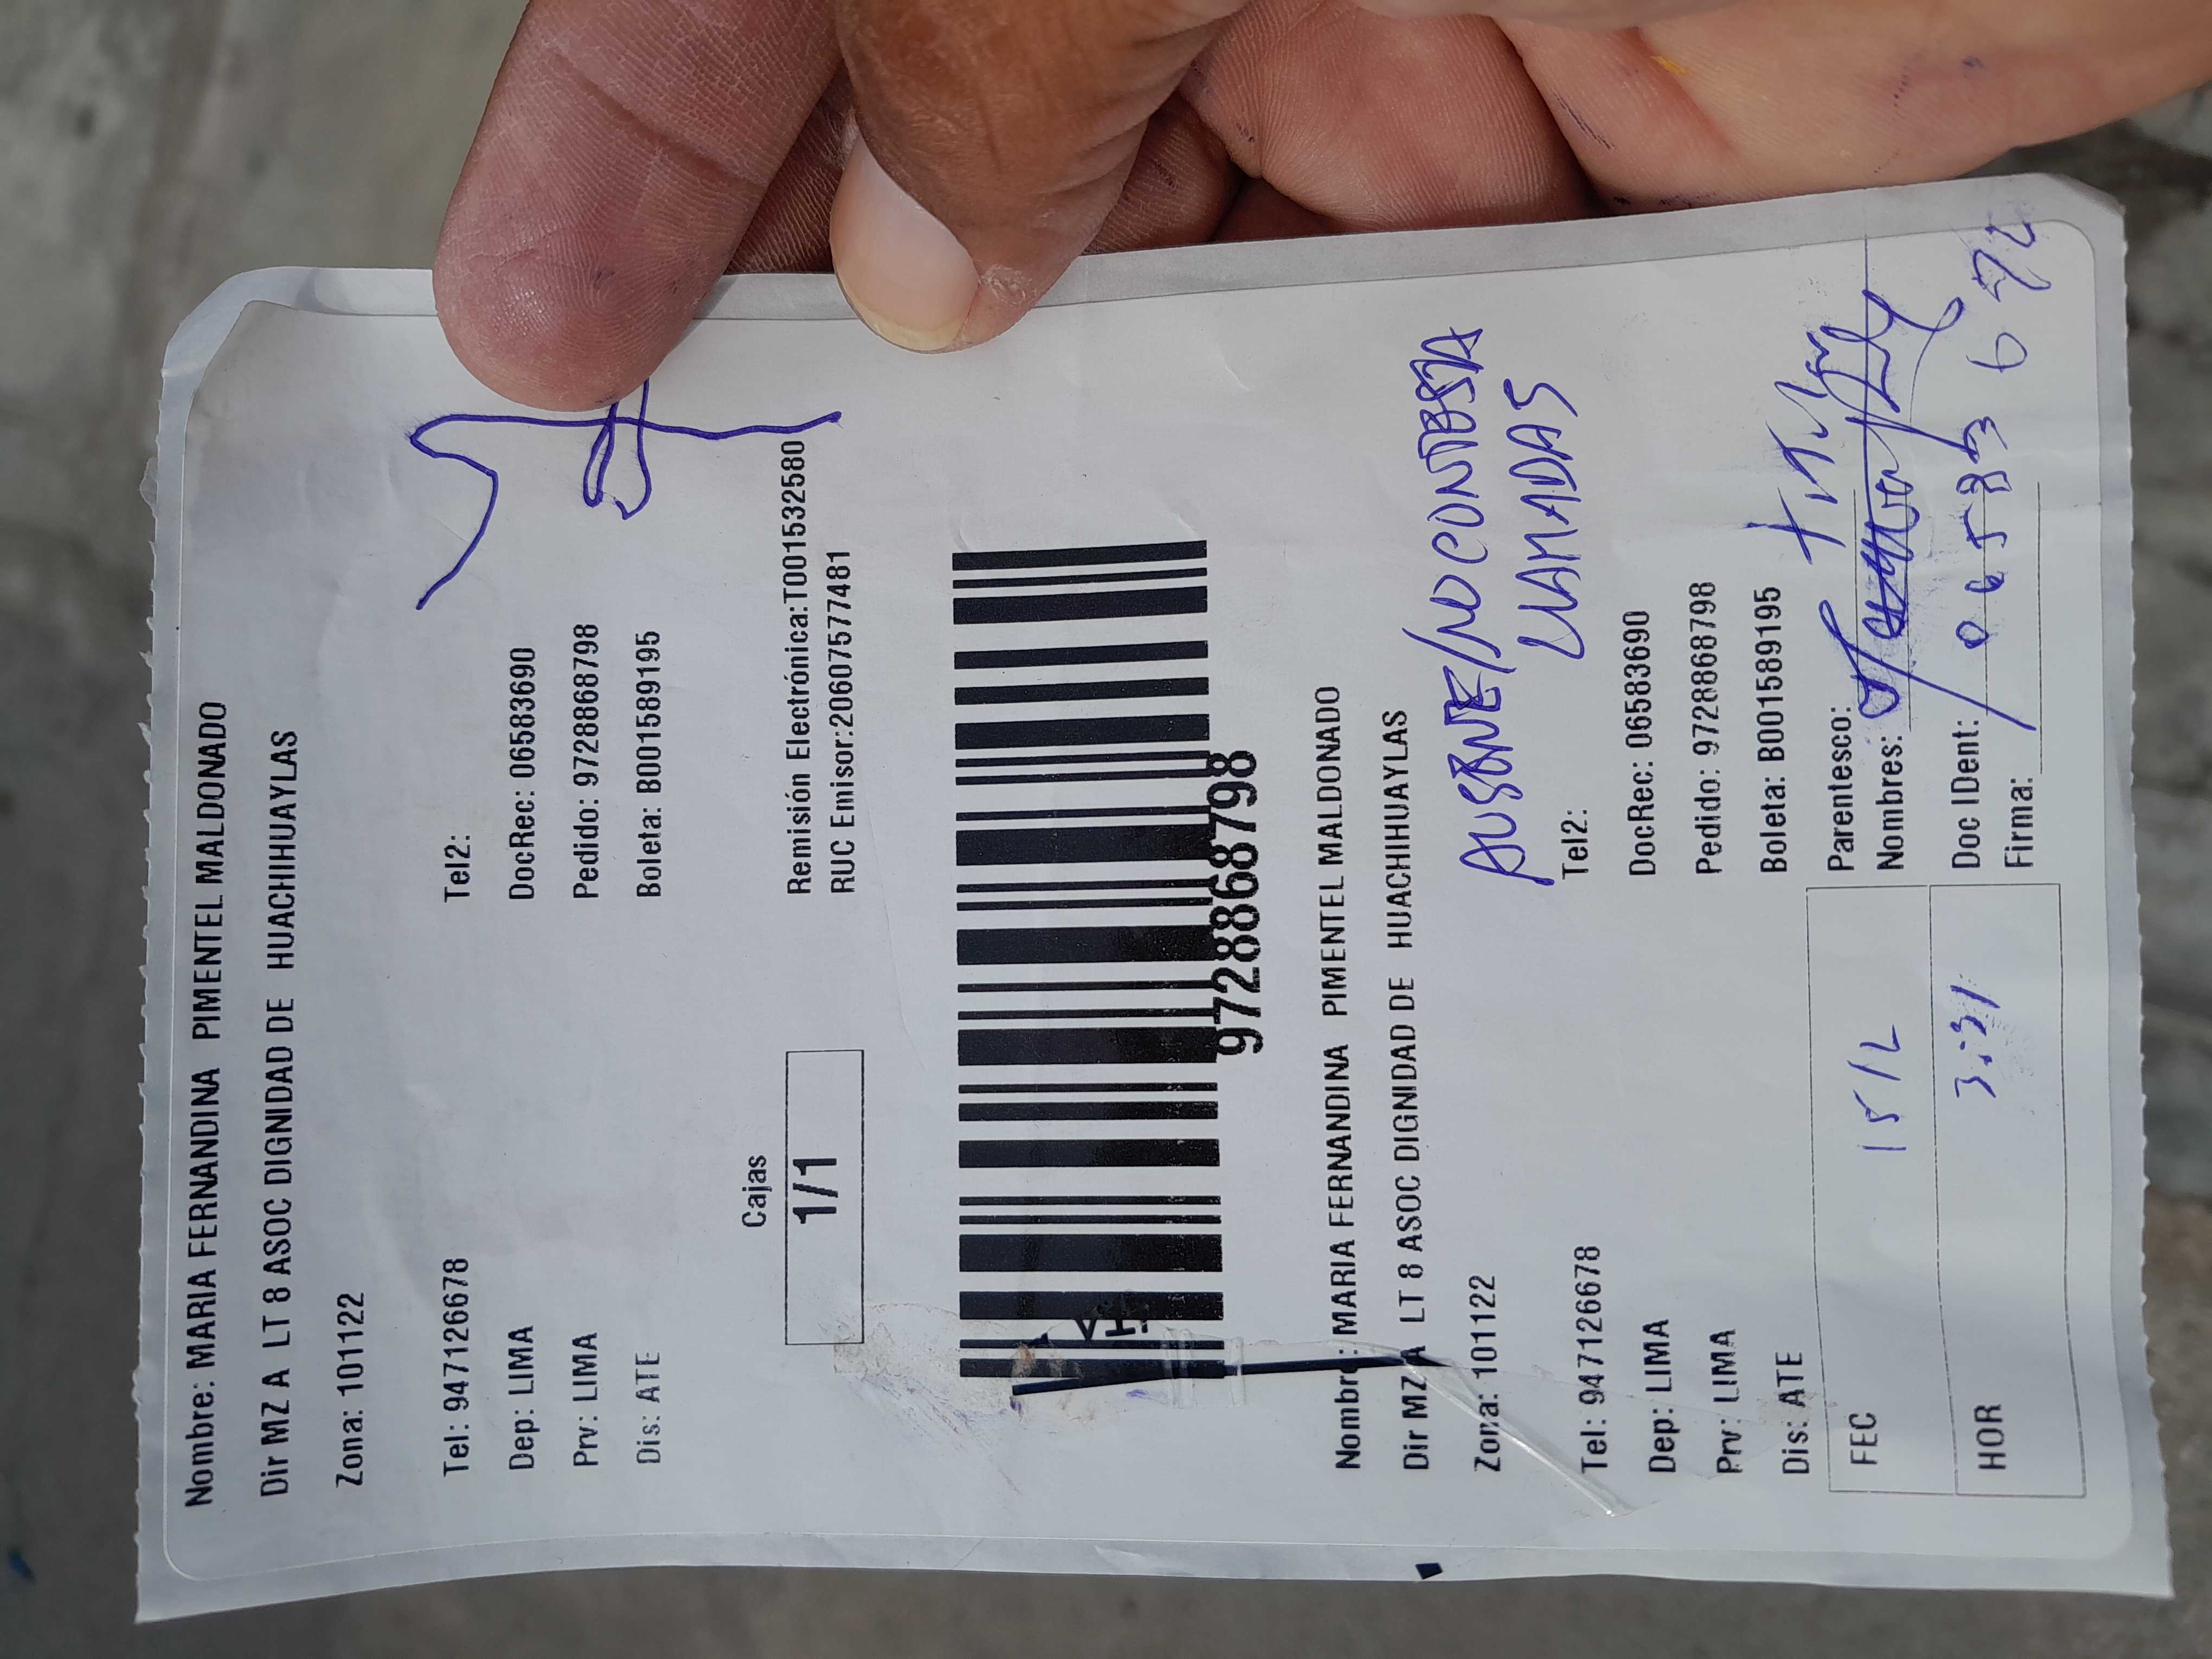 Nombre: MARIA FERNANDINA PIMENTEL MALDONADO
Dir MZ A LT 8 ASOC DIGNIDAD DE HUACHIHUAYLAS
Zona: 101122
Tel: 947126678 Tel2:
Dep: LIMA DocRec: 06583690
Prv: LIMA Pedido: 9728868798
Dis: ATE Boleta: B001589195
Cajas
1/1
Remisión Electrónica:T001532580
RUC Emisor:20607577481
9728868798
Nombre: MARIA FERNANDINA PIMENTEL MALDONADO
Dir MZ A LT 8 ASOC DIGNIDAD DE HUACHIHUAYLAS
Zona: 101122
AUSENTE/NO CONTESTA
LLAMADAS
Tel: 947126678 Tel2:
Dep: LIMA DocRec: 06583690
Prv: LIMA Pedido: 9728868798
Dis: ATE Boleta: B001589195
FEC 15/2 Parentesco:
Nombres:
HOR 3:31 Doc IDent:
Firma: